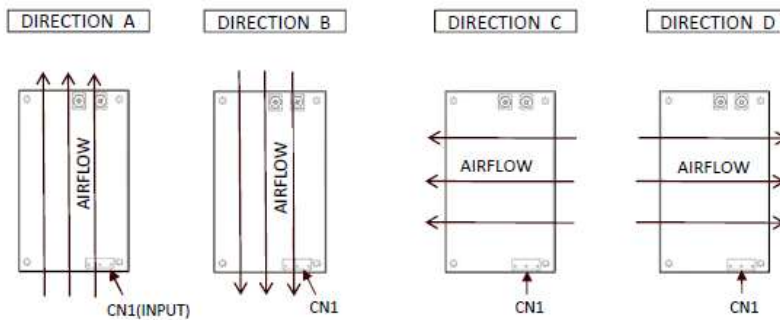 DIRECTION A
DIRECTION B
DIRECTION C
DIRECTION D
AIRFLOW
AIRFLOW
AIRFLOW
AIRFLOW
CN1(INPUT)
CN1
CN1
CN1